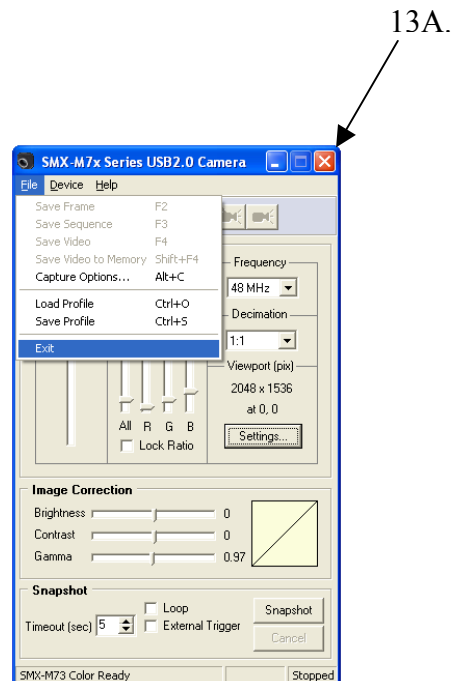 13A.
SMX-M7x Series USB2.0 Camera
File Device Help
Save Frame F2
Save Sequence F3
Save Video F4
Save Video to Memory Shift+F4
Capture Options... Alt+C
Load Profile Ctrl+O
Save Profile Ctrl+S
Exit
Frequency
48 MHz
Decimation
1:1
Viewport (pix)
2048 x 1536
at 0, 0
Settings...
All R G B
Lock Ratio
Image Correction
Brightness 0
Contrast 0
Gamma 0.97
Snapshot
Timeout (sec) 5
Loop
External Trigger
Snapshot
Cancel
SMX-M73 Color Ready Stopped